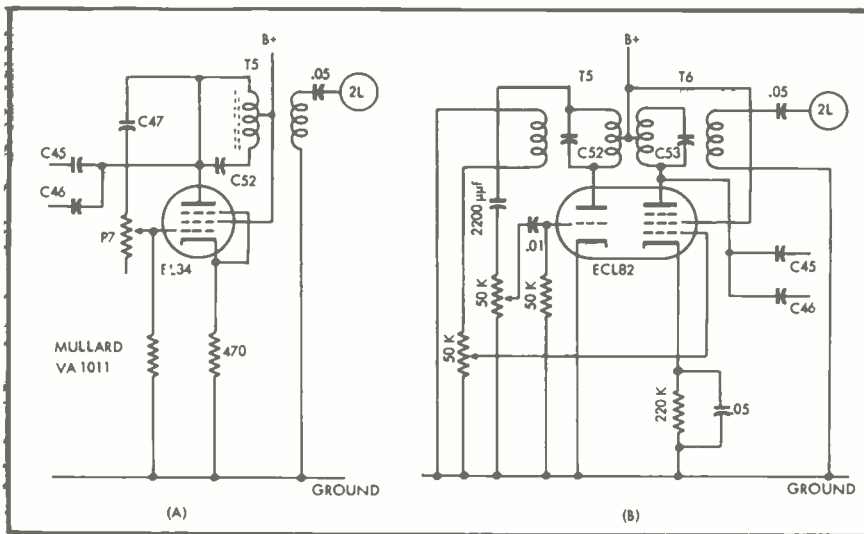 B+
T5
.05
2L
C47
C45
C52
C46
P7
EL34
MULLARD
VA 1011
470
GROUND
(A)
B+
T5
T6
.05
2L
C52
C53
2200 µµf
.01
ECL82
50 K
50 K
50 K
C45
C46
220 K
.05
GROUND
(B)